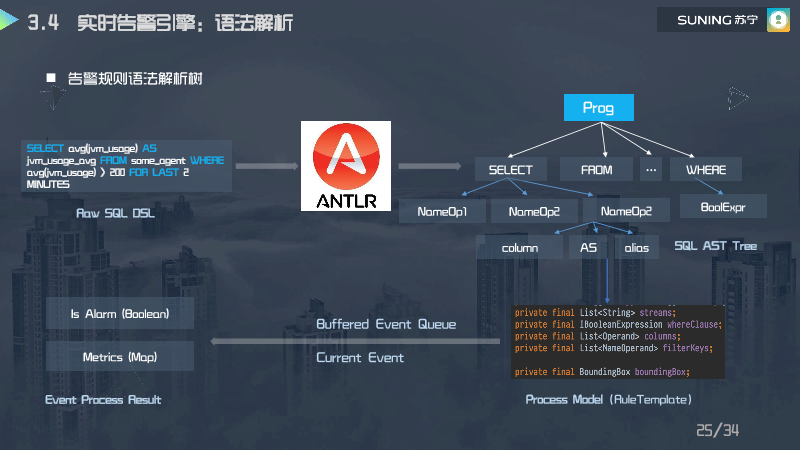 3.4 实时告警引擎：语法解析
SUNING 苏宁
告警规则语法解析树
Prog
SELECT avg(jvm_usage) AS
jvm_usage_avg FROM some_agent WHERE
avg(jvm_usage) > 200 FOR LAST 2
MINUTES
Raw SQL DSL
ANTLR
SELECT
FROM
...
WHERE
NameOp1
NameOp2
NameOp2
BoolExpr
column
AS
alias
SQL AST Tree
Is Alarm (Boolean)
Metrics (Map)
Event Process Result
Buffered Event Queue
Current Event
private final List<String> streams;
private final IBooleanExpression whereClause;
private final List<Operand> columns;
private final List<NameOperand> filterKeys;
private final BoundingBox boundingBox;
Process Model (RuleTemplate)
25/34